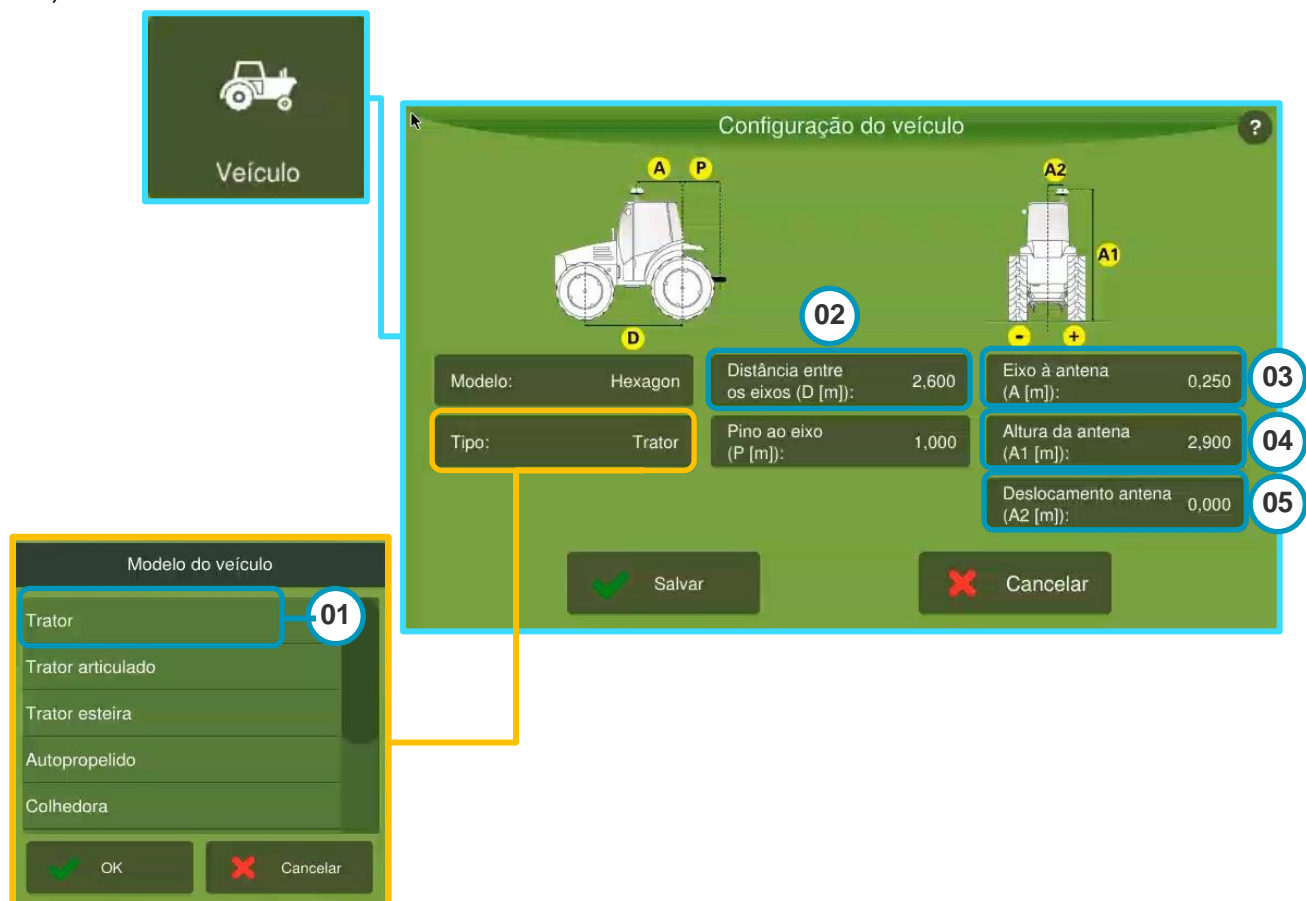 Veículo
Configuração do veículo
?
A P
A2
A1
D
- +
02
Modelo: Hexagon
Distância entre
os eixos (D [m]): 2,600
Eixo à antena
(A [m]): 0,250
03
Tipo: Trator
Pino ao eixo
(P [m]): 1,000
Altura da antena
(A1 [m]): 2,900
04
Deslocamento antena
(A2 [m]): 0,000
05
Salvar
Cancelar
Modelo do veículo
Trator
01
Trator articulado
Trator esteira
Autopropelido
Colhedora
OK
Cancelar